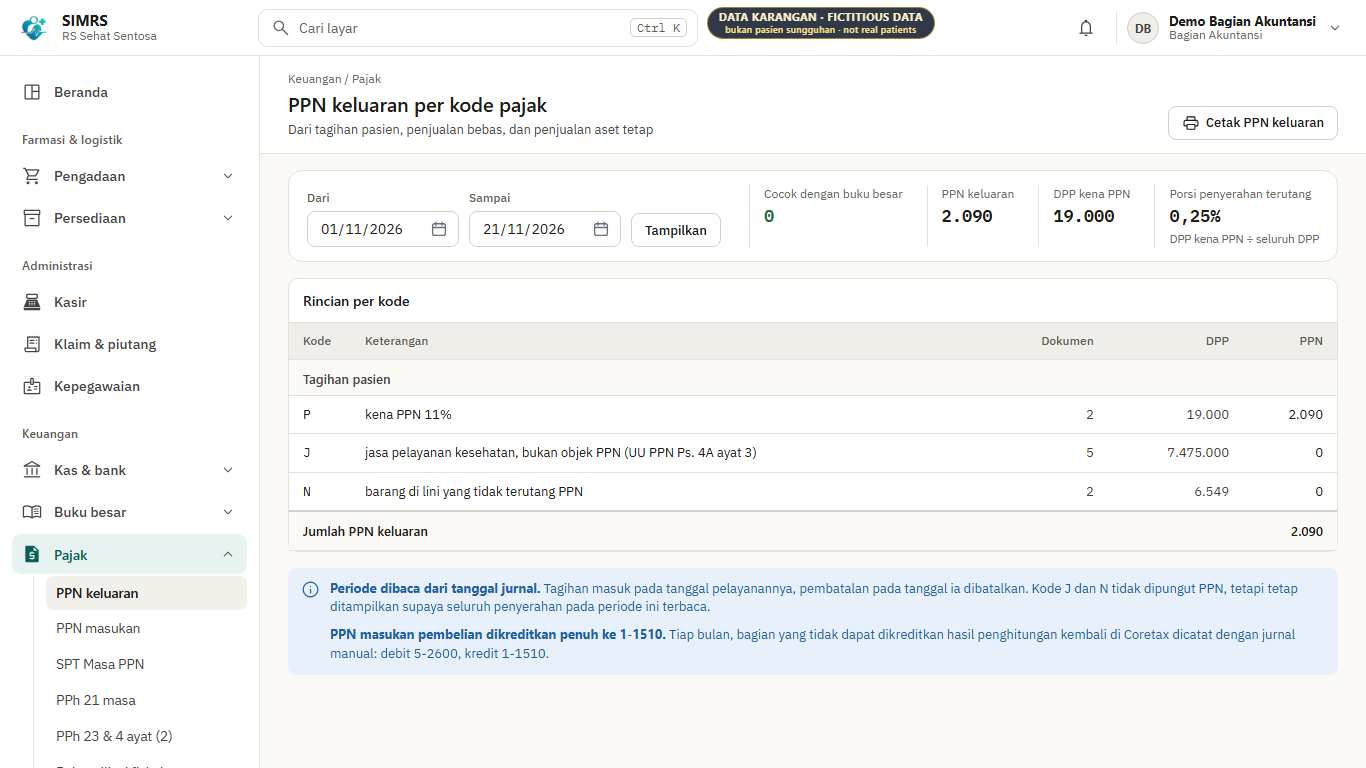 SIMRS
RS Sehat Sentosa
Cari layar
Ctrl K
DATA KARANGAN - FICTITIOUS DATA
bukan pasien sungguhan - not real patients
DB
Demo Bagian Akuntansi
Bagian Akuntansi
Beranda
Farmasi & logistik
Pengadaan
Persediaan
Administrasi
Kasir
Klaim & piutang
Kepegawaian
Keuangan
Kas & bank
Buku besar
Pajak
PPN keluaran
PPN masukan
SPT Masa PPN
PPh 21 masa
PPh 23 & 4 ayat (2)
Keuangan / Pajak
PPN keluaran per kode pajak
Dari tagihan pasien, penjualan bebas, dan penjualan aset tetap
Cetak PPN keluaran
Dari
01/11/2026
Sampai
21/11/2026
Tampilkan
Cocok dengan buku besar
0
PPN keluaran
2.090
DPP kena PPN
19.000
Porsi penyerahan terutang
0,25%
DPP kena PPN ÷ seluruh DPP
Rincian per kode
Kode Keterangan Dokumen DPP PPN
Tagihan pasien
P kena PPN 11% 2 19.000 2.090
J jasa pelayanan kesehatan, bukan objek PPN (UU PPN Ps. 4A ayat 3) 5 7.475.000 0
N barang di lini yang tidak terutang PPN 2 6.549 0
Jumlah PPN keluaran 2.090
Periode dibaca dari tanggal jurnal. Tagihan masuk pada tanggal pelayanannya, pembatalan pada tanggal ia dibatalkan. Kode J dan N tidak dipungut PPN, tetapi tetap
ditampilkan supaya seluruh penyerahan pada periode ini terbaca.
PPN masukan pembelian dikreditkan penuh ke 1-1510. Tiap bulan, bagian yang tidak dapat dikreditkan hasil penghitungan kembali di Coretax dicatat dengan jurnal
manual: debit 5-2600, kredit 1-1510.